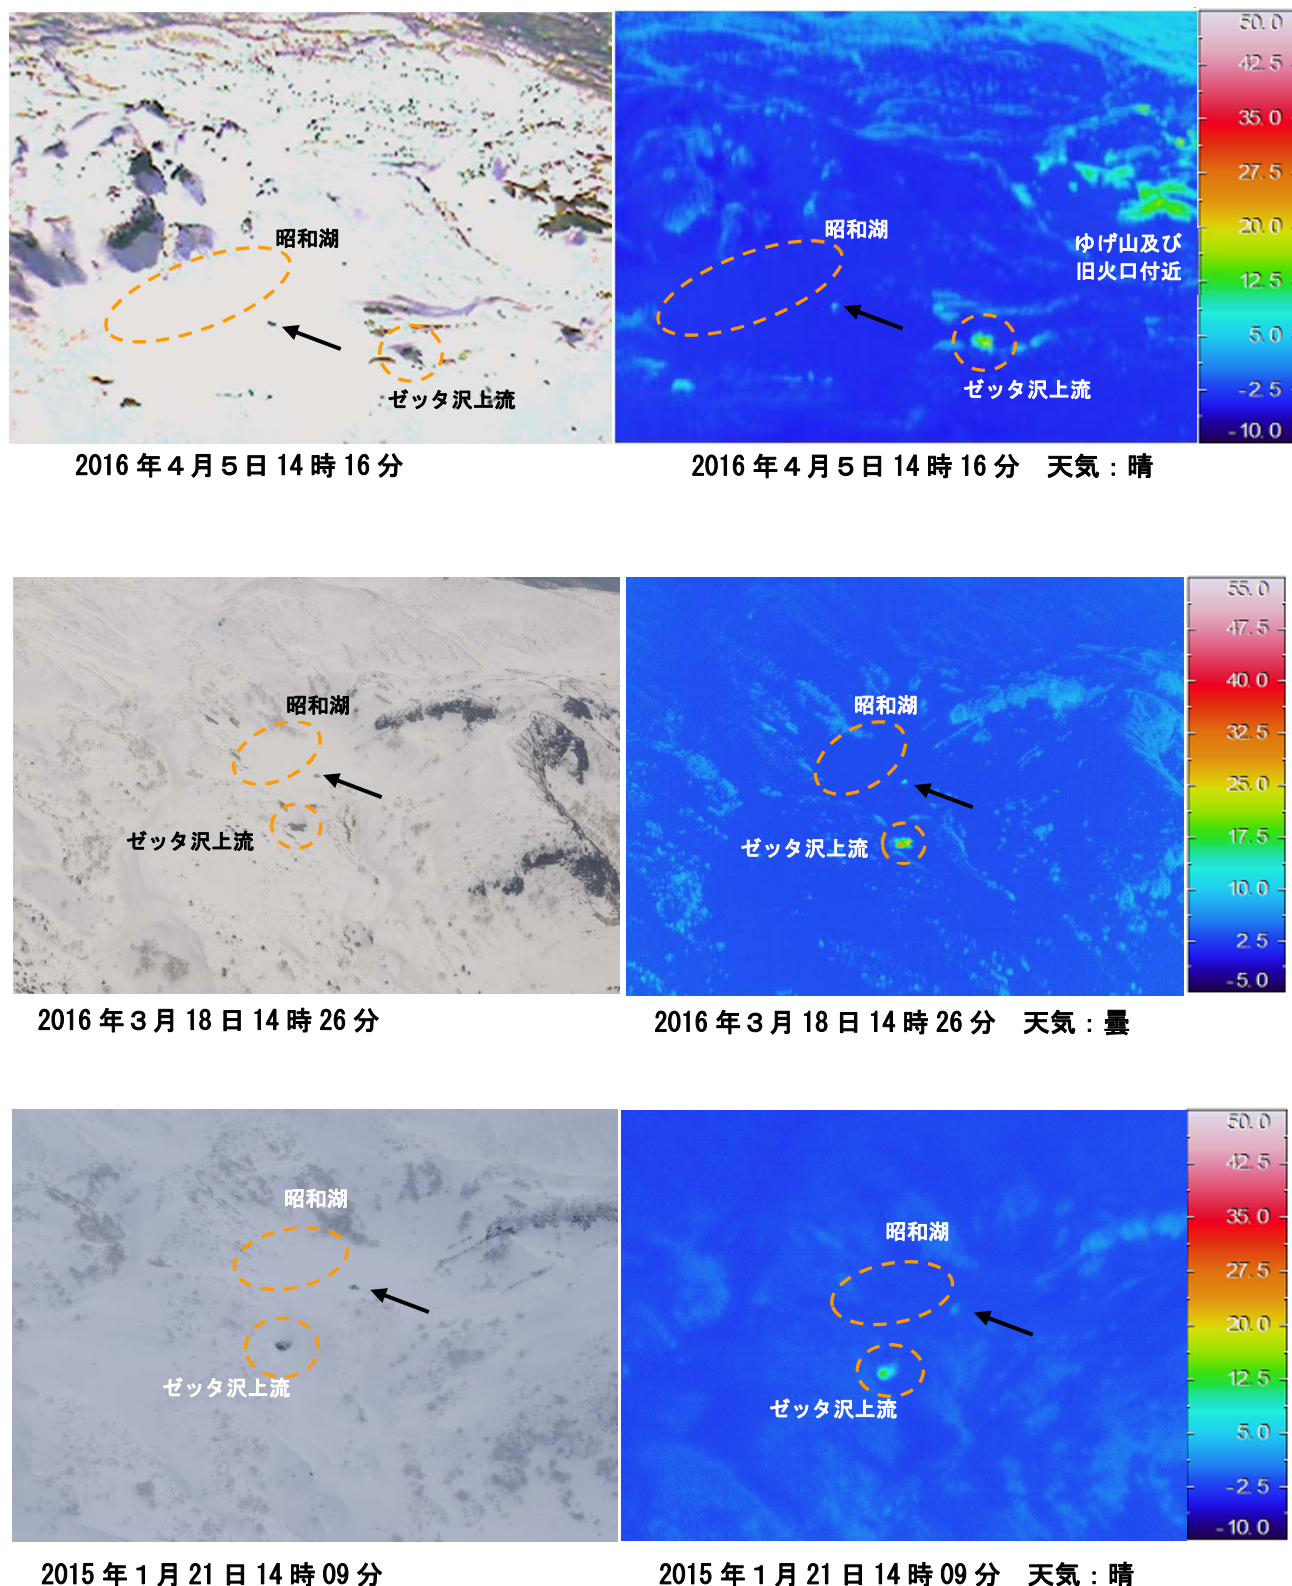 昭和湖
ゼッタ沢上流
昭和湖
ゆげ山及び
旧火口付近
ゼッタ沢上流
50.0
42.5
35.0
27.5
20.0
12.5
5.0
-2.5
-10.0
2016年4月5日14時16分
2016年4月5日14時16分　天気：晴
昭和湖
ゼッタ沢上流
昭和湖
ゼッタ沢上流
55.0
47.5
40.0
32.5
25.0
17.5
10.0
2.5
-5.0
2016年３月18日14時26分
2016年３月18日14時26分　天気：曇
昭和湖
ゼッタ沢上流
昭和湖
ゼッタ沢上流
50.0
42.5
35.0
27.5
20.0
12.5
5.0
-2.5
-10.0
2015年１月21日14時09分
2015年１月21日14時09分　天気：晴